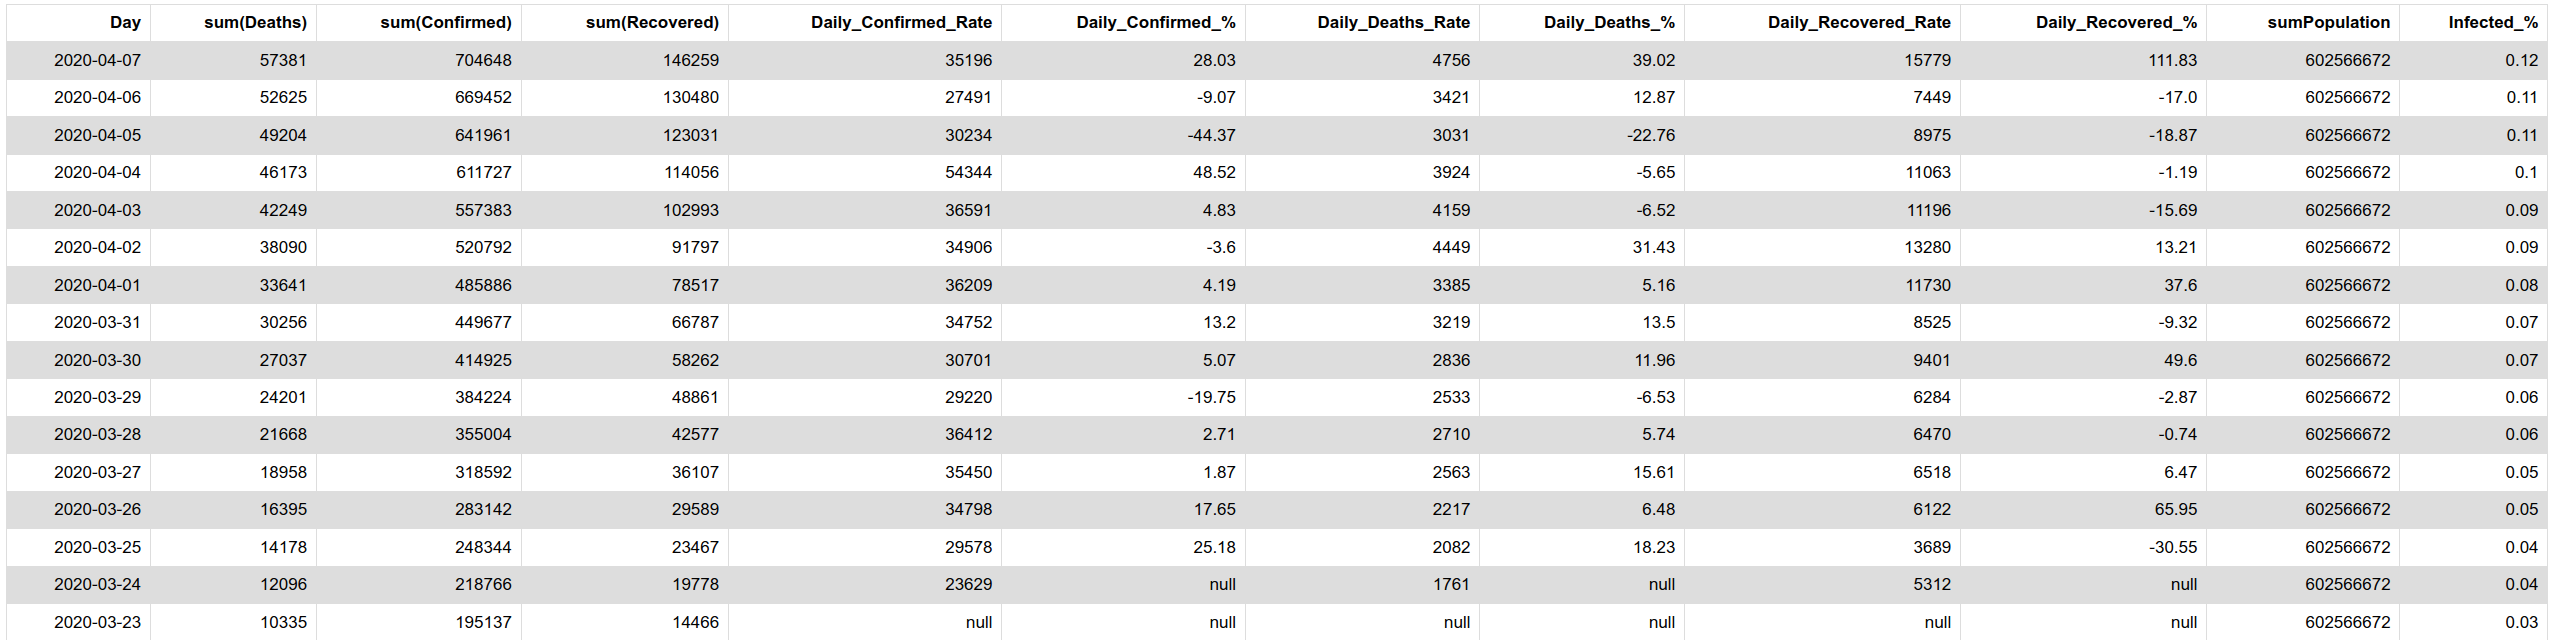 Day sum(Deaths) sum(Confirmed) sum(Recovered) Daily_Confirmed_Rate Daily_Confirmed_% Daily_Deaths_Rate Daily_Deaths_% Daily_Recovered_Rate Daily_Recovered_% sumPopulation Infected_%
2020-04-07 57381 704648 146259 35196 28.03 4756 39.02 15779 111.83 602566672 0.12
2020-04-06 52625 669452 130480 27491 -9.07 3421 12.87 7449 -17.0 602566672 0.11
2020-04-05 49204 641961 123031 30234 -44.37 3031 -22.76 8975 -18.87 602566672 0.11
2020-04-04 46173 611727 114056 54344 48.52 3924 -5.65 11063 -1.19 602566672 0.1
2020-04-03 42249 557383 102993 36591 4.83 4159 -6.52 11196 -15.69 602566672 0.09
2020-04-02 38090 520792 91797 34906 -3.6 4449 31.43 13280 13.21 602566672 0.09
2020-04-01 33641 485886 78517 36209 4.19 3385 5.16 11730 37.6 602566672 0.08
2020-03-31 30256 449677 66787 34752 13.2 3219 13.5 8525 -9.32 602566672 0.07
2020-03-30 27037 414925 58262 30701 5.07 2836 11.96 9401 49.6 602566672 0.07
2020-03-29 24201 384224 48861 29220 -19.75 2533 -6.53 6284 -2.87 602566672 0.06
2020-03-28 21668 355004 42577 36412 2.71 2710 5.74 6470 -0.74 602566672 0.06
2020-03-27 18958 318592 36107 35450 1.87 2563 15.61 6518 6.47 602566672 0.05
2020-03-26 16395 283142 29589 34798 17.65 2217 6.48 6122 65.95 602566672 0.05
2020-03-25 14178 248344 23467 29578 25.18 2082 18.23 3689 -30.55 602566672 0.04
2020-03-24 12096 218766 19778 23629 null 1761 null 5312 null 602566672 0.04
2020-03-23 10335 195137 14466 null null null null null null 602566672 0.03